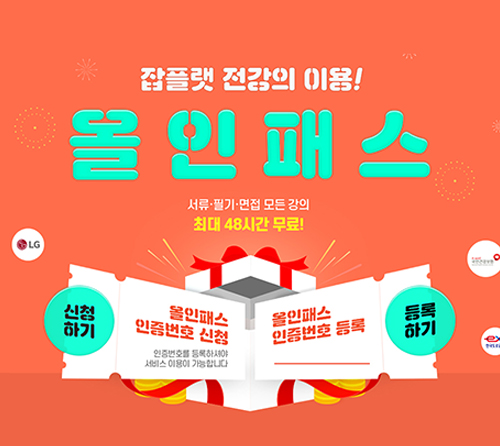 잡플랫 전강의 이용!
올인패스
서류·필기·면접 모든 강의
최대 48시간 무료!
LG
신청
하기
올인패스
인증번호 신청
인증번호를 등록하셔야
서비스 이용이 가능합니다
올인패스
인증번호 등록
등록
하기